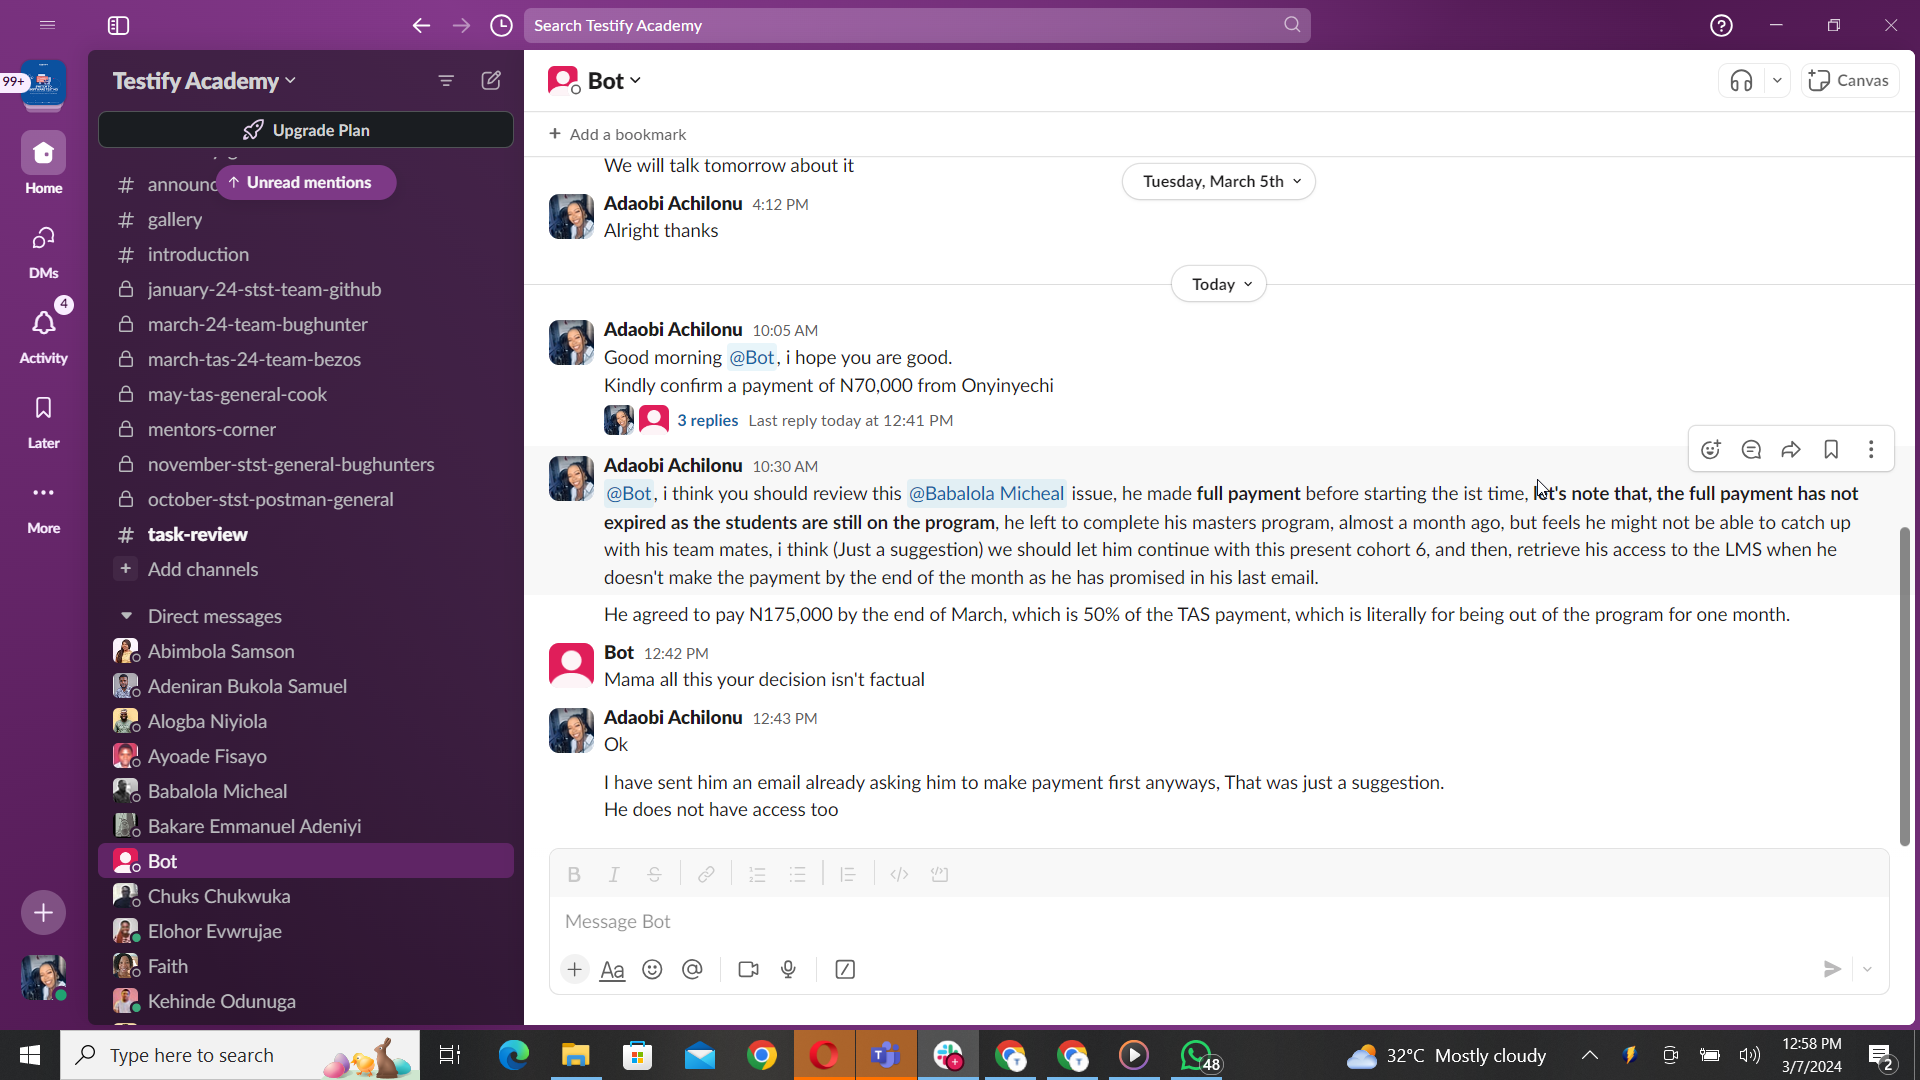 Search Testify Academy
99+
Testify Academy
Upgrade Plan
Unread mentions
Home
DMs
4
Activity
Later
More
# announc
# gallery
# introduction
january-24-stst-team-github
march-24-team-bughunter
march-tas-24-team-bezos
may-tas-general-cook
mentors-corner
november-stst-general-bughunters
october-stst-postman-general
# task-review
+ Add channels
Direct messages
Abimbola Samson
Adeniran Bukola Samuel
Alogba Niyiola
Ayoade Fisayo
Babalola Micheal
Bakare Emmanuel Adeniyi
Bot
Chuks Chukwuka
Elohor Evwrujae
Faith
Kehinde Odunuga
Bot
Canvas
+ Add a bookmark
We will talk tomorrow about it
Tuesday, March 5th
Adaobi Achilonu 4:12 PM
Alright thanks
Today
Adaobi Achilonu 10:05 AM
Good morning @Bot, i hope you are good.
Kindly confirm a payment of N70,000 from Onyinyechi
3 replies Last reply today at 12:41 PM
Adaobi Achilonu 10:30 AM
@Bot, i think you should review this @Babalola Micheal issue, he made full payment before starting the ist time, let's note that, the full payment has not
expired as the students are still on the program, he left to complete his masters program, almost a month ago, but feels he might not be able to catch up
with his team mates, i think (Just a suggestion) we should let him continue with this present cohort 6, and then, retrieve his access to the LMS when he
doesn't make the payment by the end of the month as he has promised in his last email.
He agreed to pay N175,000 by the end of March, which is 50% of the TAS payment, which is literally for being out of the program for one month.
Bot 12:42 PM
Mama all this your decision isn't factual
Adaobi Achilonu 12:43 PM
Ok
I have sent him an email already asking him to make payment first anyways, That was just a suggestion.
He does not have access too
Message Bot
Aa
Type here to search
48
32°C Mostly cloudy
12:58 PM
3/7/2024
2